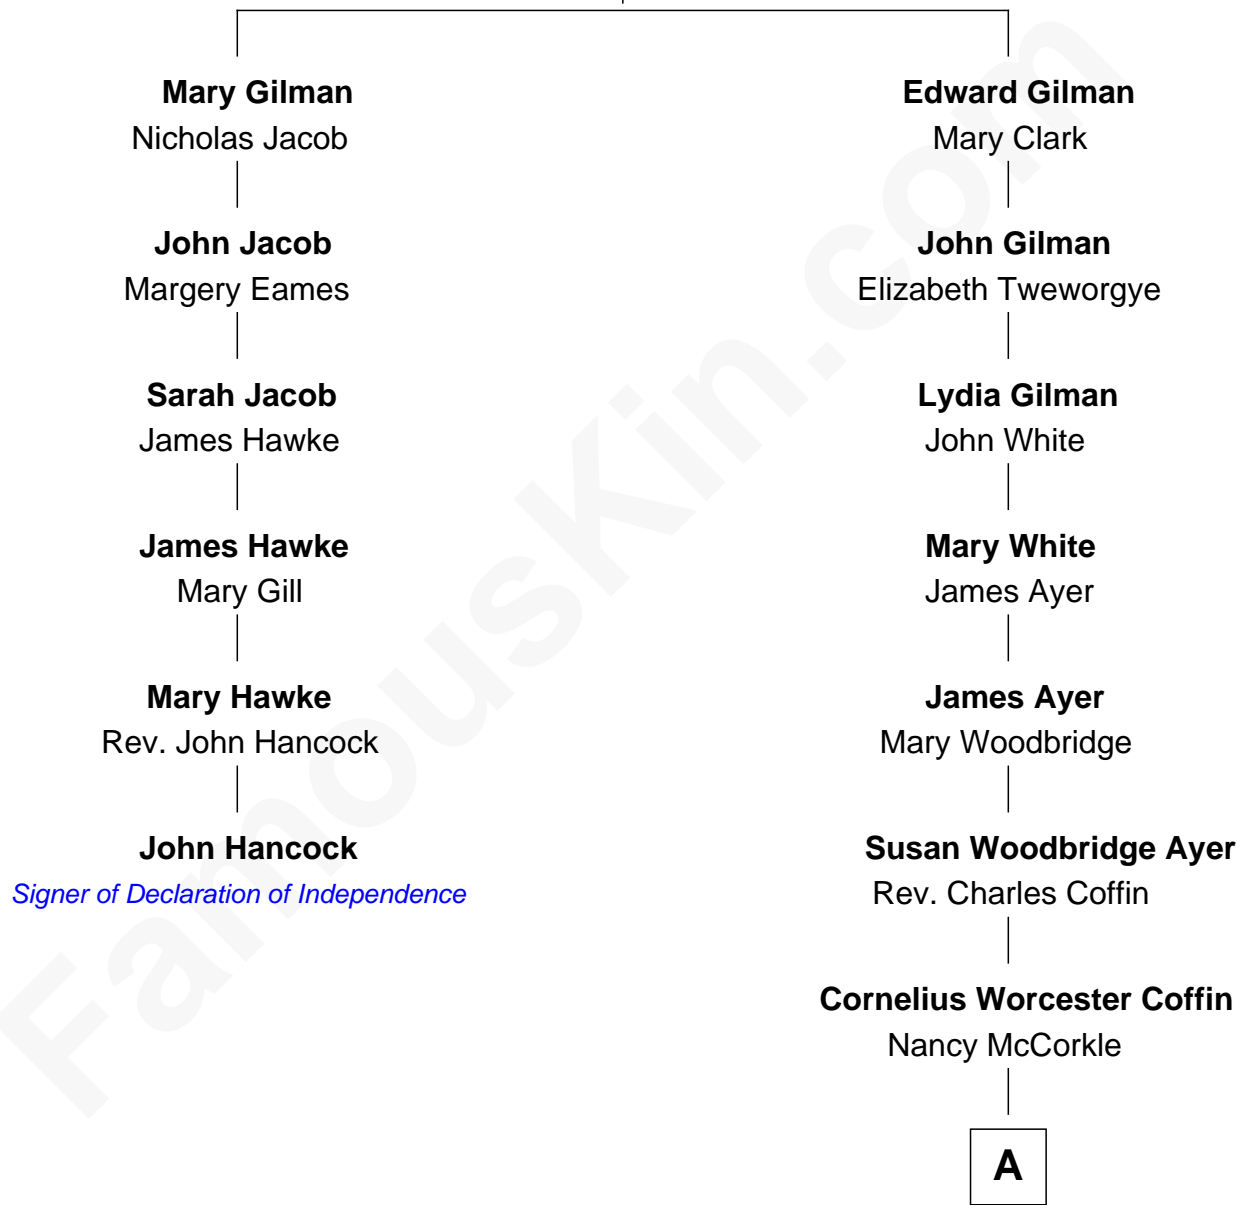 Mary Gilman
Nicholas Jacob
John Jacob
Margery Eames
Sarah Jacob
James Hawke
James Hawke
Mary Gill
Mary Hawke
Rev. John Hancock
John Hancock
Signer of Declaration of Independence
Edward Gilman
Mary Clark
John Gilman
Elizabeth Tweworgye
Lydia Gilman
John White
Mary White
James Ayer
James Ayer
Mary Woodbridge
Susan Woodbridge Ayer
Rev. Charles Coffin
Cornelius Worcester Coffin
Nancy McCorkle
A
FamousKin.com